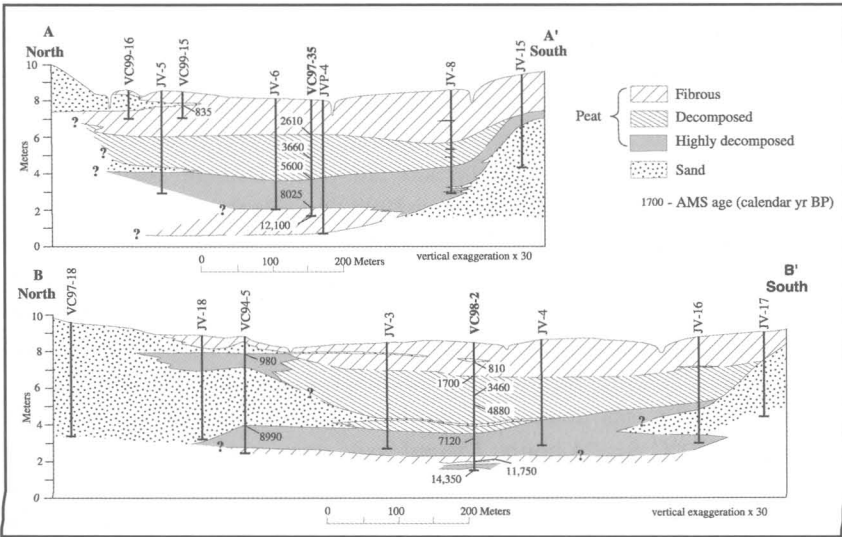 A
North
A'
South
VC99-16
JV-5
VC99-15
JV-6
VC97-35
JVP-4
JV-8
JV-15
10
8
6
4
2
0
Meters
835
2610
3660
5600
8025
12,100
?
?
?
?
?
0 100 200 Meters
vertical exaggeration x 30
Peat
Fibrous
Decomposed
Highly decomposed
Sand
1700 - AMS age (calendar yr BP)
B
North
B'
South
VC97-18
JV-18
VC94-5
JV-3
VC98-2
JV-4
JV-16
JV-17
10
8
6
4
2
0
Meters
980
810
1700
3460
4880
8990
7120
11,750
14,350
?
?
?
?
0 100 200 Meters
vertical exaggeration x 30